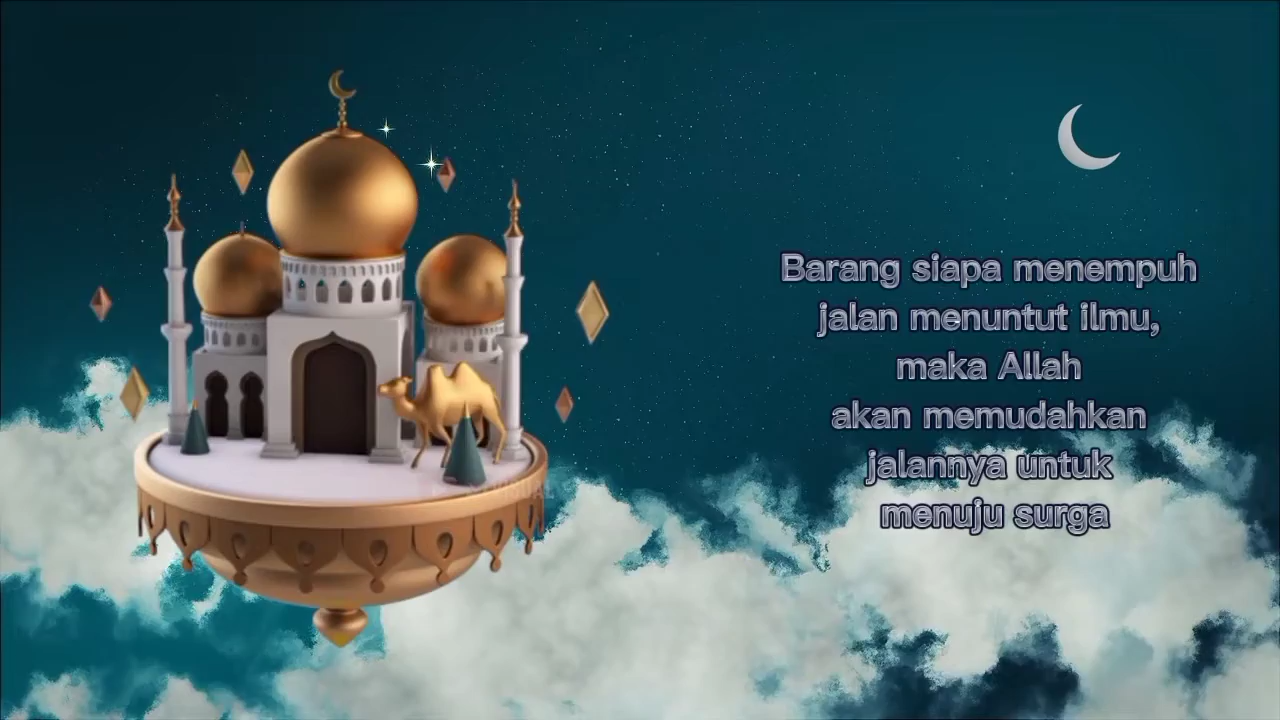 Barang siapa menempuh
jalan menuntut ilmu,
maka Allah
akan memudahkan
jalannya untuk
menuju surga